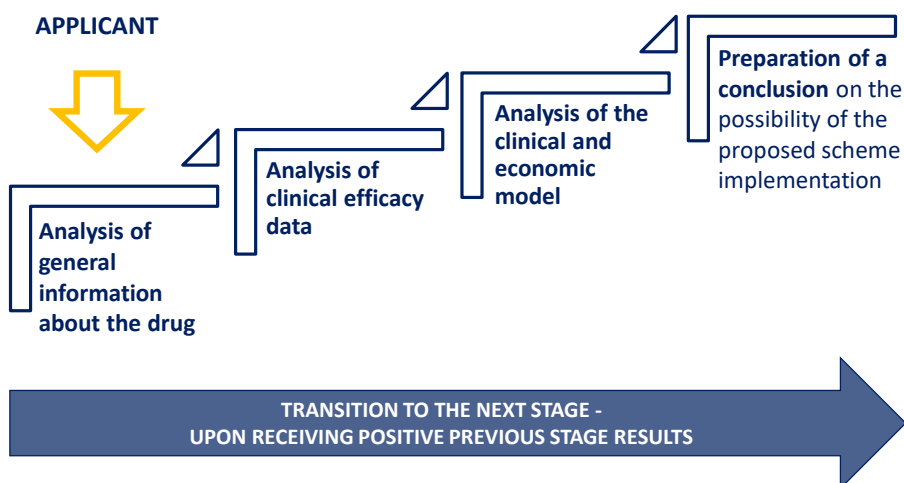 APPLICANT
Analysis of
general
information
about the drug
Analysis of
clinical efficacy
data
Analysis of the
clinical and
economic
model
Preparation of a
conclusion on the
possibility of the
proposed scheme
implementation
TRANSITION TO THE NEXT STAGE -
UPON RECEIVING POSITIVE PREVIOUS STAGE RESULTS